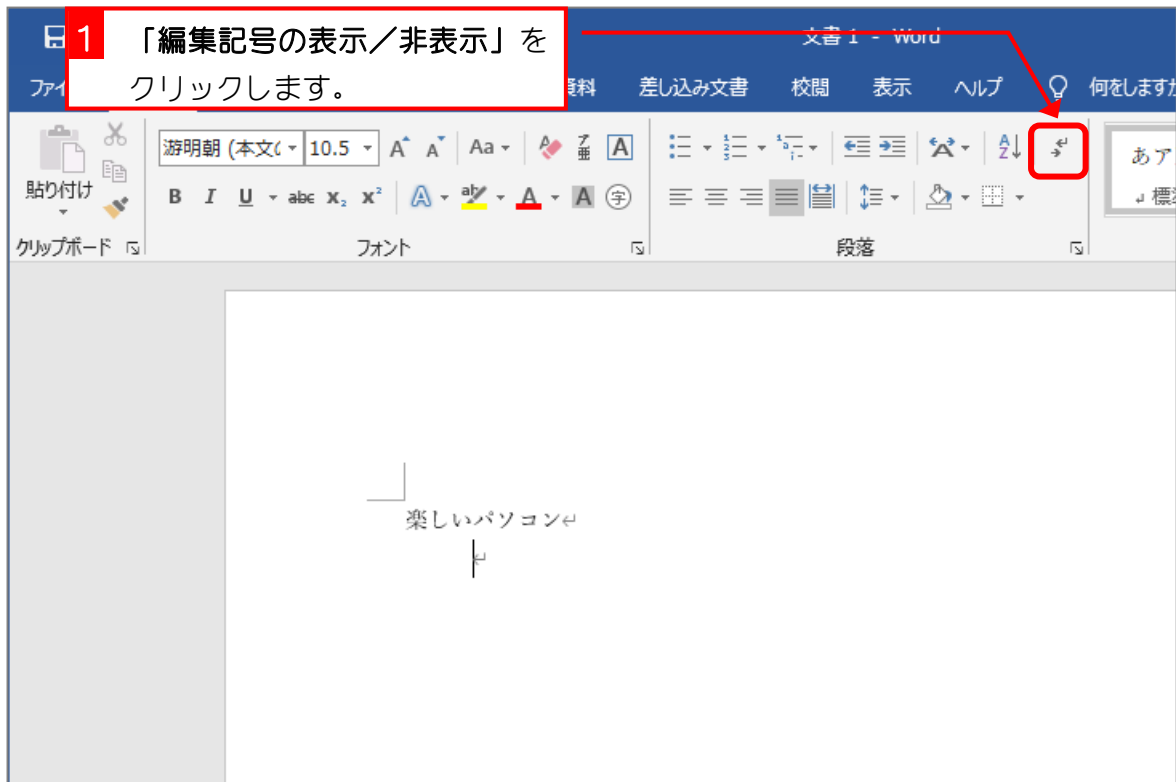 1 「編集記号の表示／非表示」を
クリックします。
文書 1 - Word
差し込み文書 校閲 表示 ヘルプ 何をします
貼り付け
游明朝 (本文( 10.5 A A Aa A
B I U abc x₂ x² A aby A A 字
A Z
あア
↵ 標
クリップボード フォント 段落
楽しいパソコン↵
↵